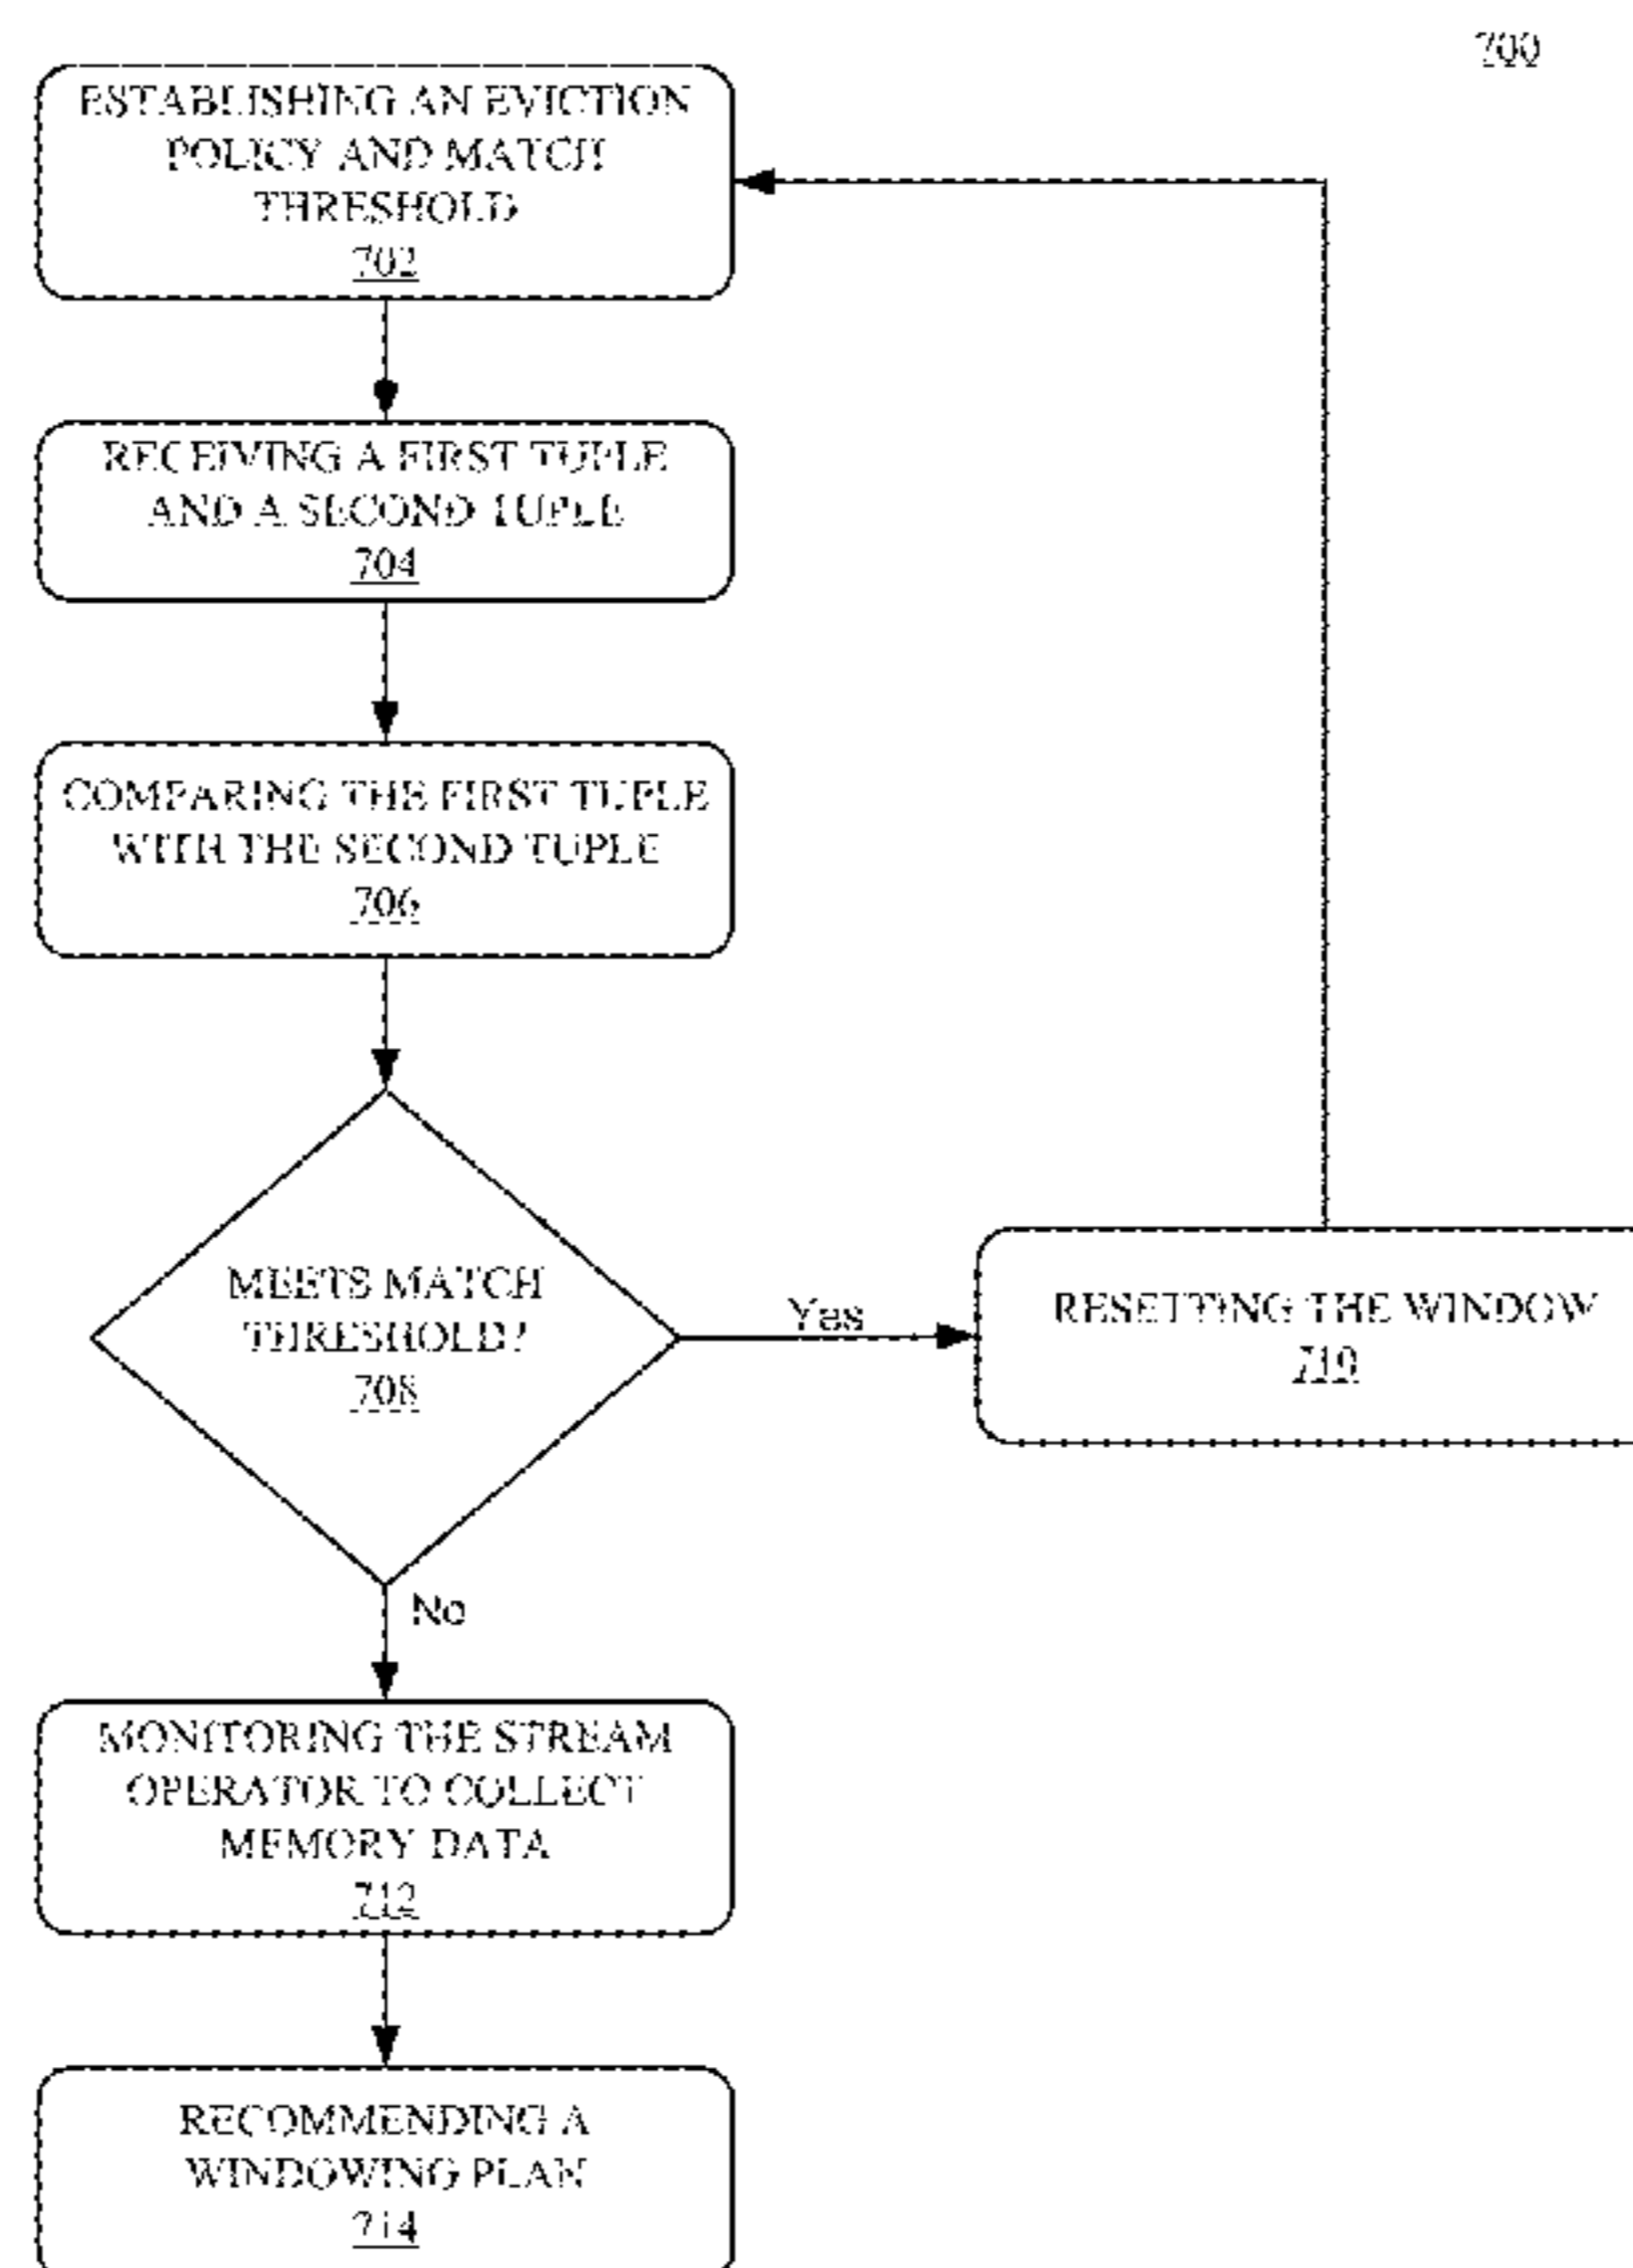 700
ESTABLISHING AN EVICTION
POLICY AND MATCH
THRESHOLD
702
RECEIVING A FIRST TUPLE
AND A SECOND TUPLE
704
COMPARING THE FIRST TUPLE
WITH THE SECOND TUPLE
706
MEETS MATCH
THRESHOLD?
708
Yes
RESETTING THE WINDOW
710
No
MONITORING THE STREAM
OPERATOR TO COLLECT
MEMORY DATA
712
RECOMMENDING A
WINDOWING PLAN
714